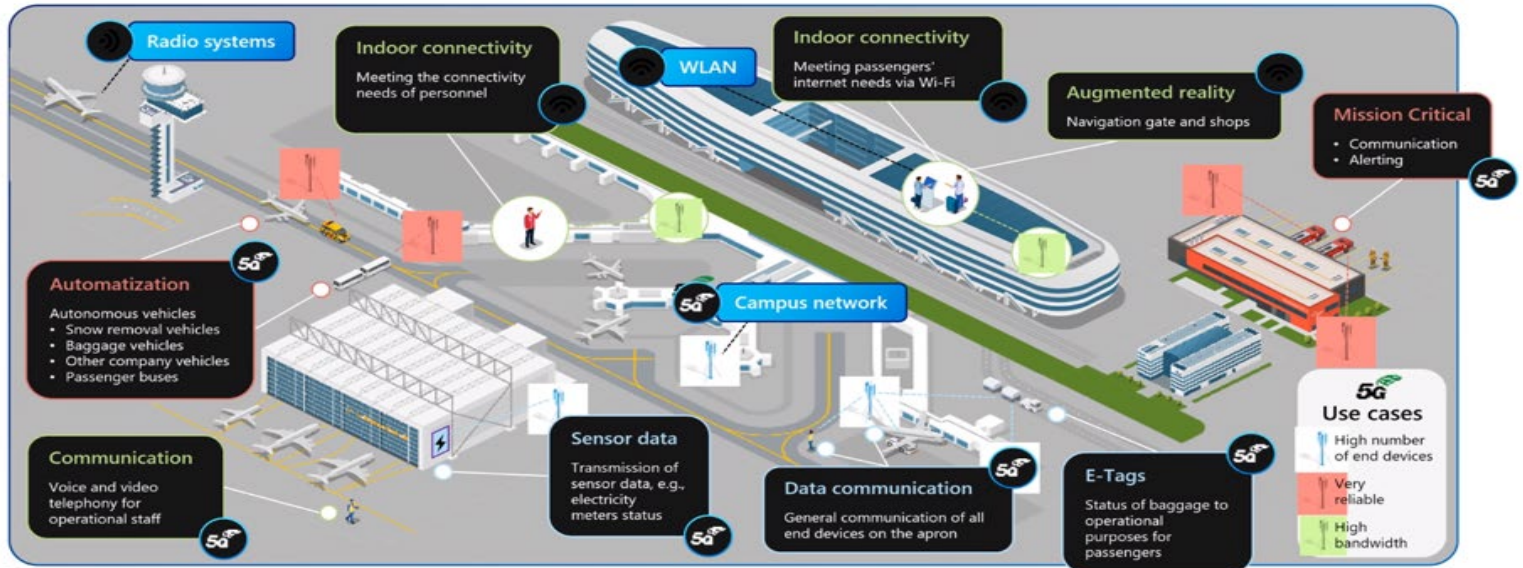 Radio systems
Indoor connectivity
Meeting the connectivity
needs of personnel
WLAN
Indoor connectivity
Meeting passengers'
internet needs via Wi-Fi
Augmented reality
Navigation gate and shops
Mission Critical
• Communication
• Alerting
5G
5G
Automatization
Autonomous vehicles
• Snow removal vehicles
• Baggage vehicles
• Other company vehicles
• Passenger buses
5G
Campus network
Communication
Voice and video
telephony for
operational staff
5G
Sensor data
Transmission of
sensor data, e.g.,
electricity
meters status
5G
Data communication
General communication of all
end devices on the apron
5G
E-Tags
Status of baggage to
operational
purposes for
passengers
5G
5G
Use cases
High number
of end devices
Very
reliable
High
bandwidth